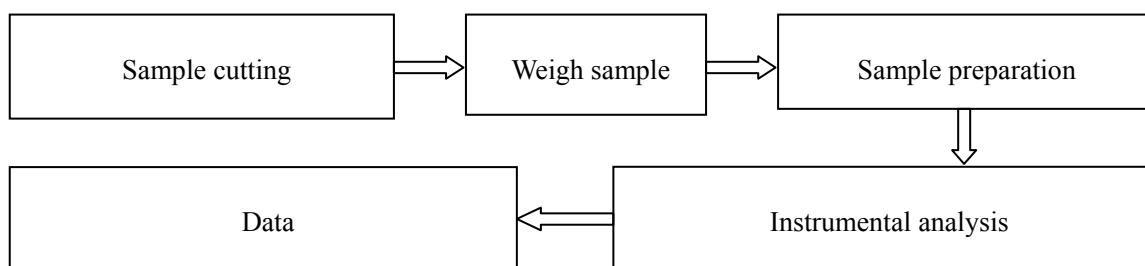 Sample cutting
Weigh sample
Sample preparation
Instrumental analysis
Data